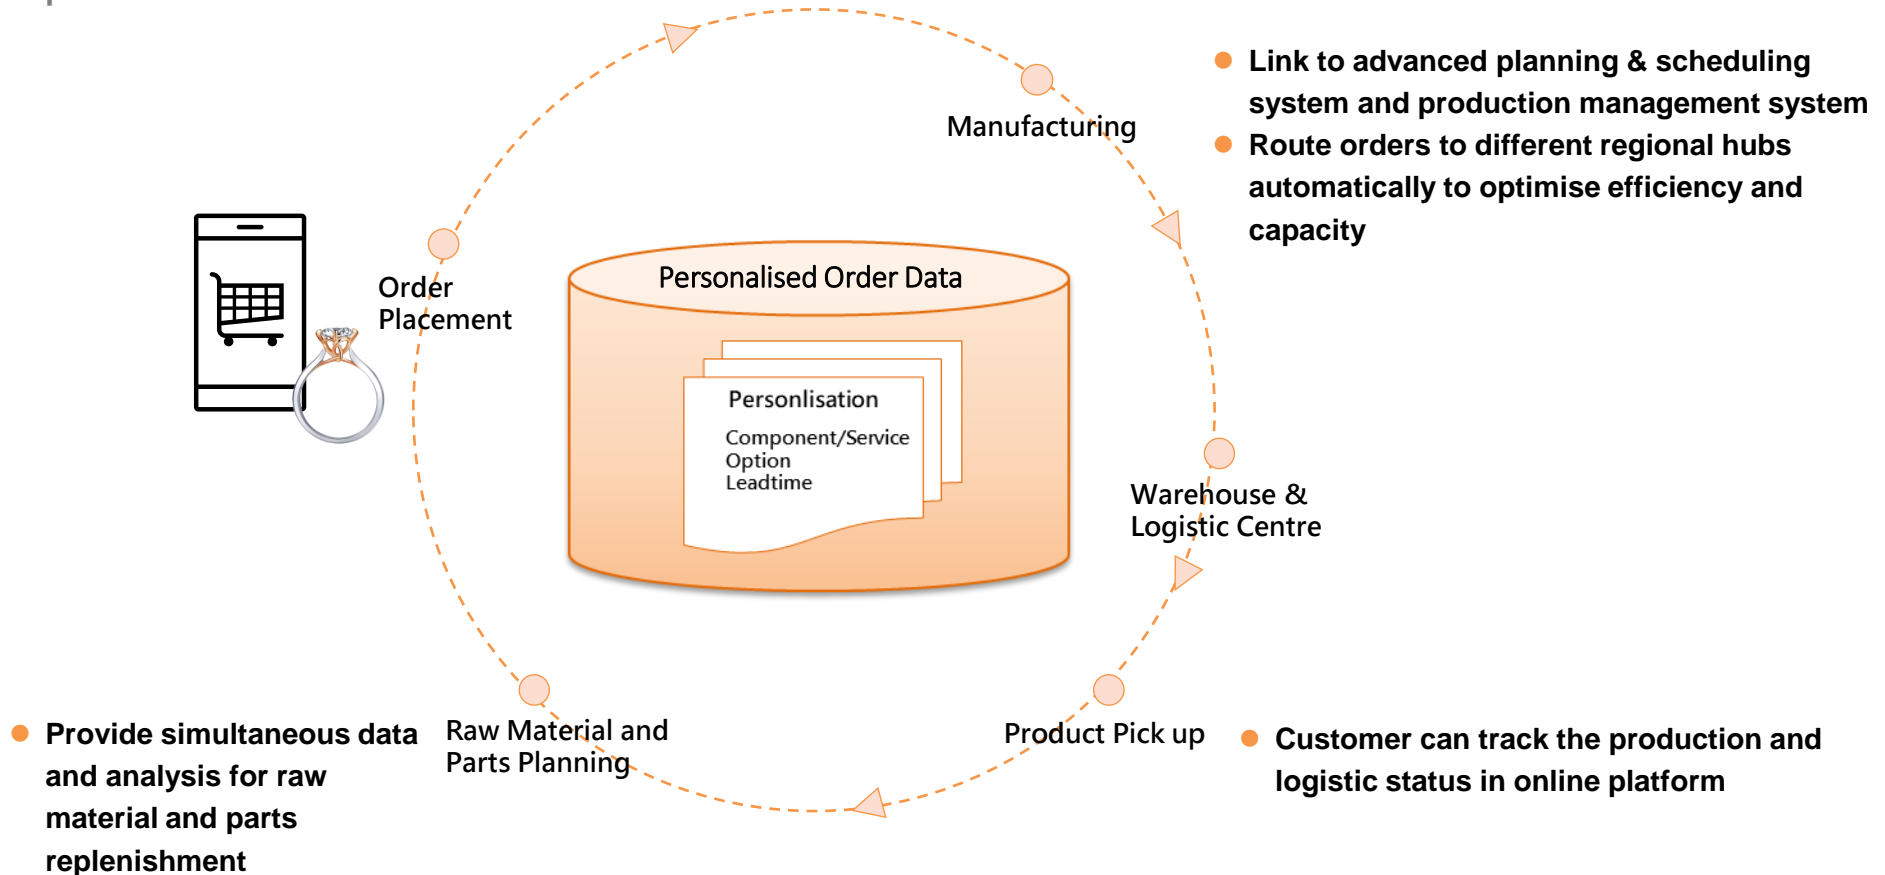 Link to advanced planning & scheduling
system and production management system
Route orders to different regional hubs
automatically to optimise efficiency and
capacity
Manufacturing
Order
Placement
Personalised Order Data
Personlisation
Component/Service
Option
Leadtime
Warehouse &
Logistic Centre
Product Pick up
Customer can track the production and
logistic status in online platform
Raw Material and
Parts Planning
Provide simultaneous data
and analysis for raw
material and parts
replenishment